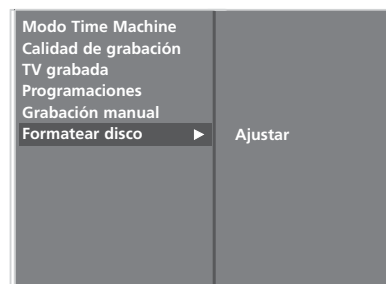 Modo Time Machine
Calidad de grabación
TV grabada
Programaciones
Grabación manual
Formatear disco ► Ajustar